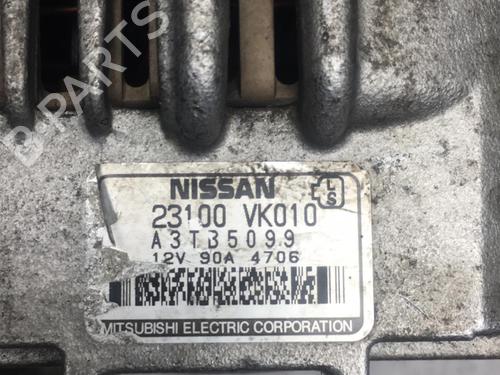 NISSAN
L
S
23100 VK010
A3TB5099
12V 90A 4706
MITSUBISHI ELECTRIC CORPORATION
B-PARTS